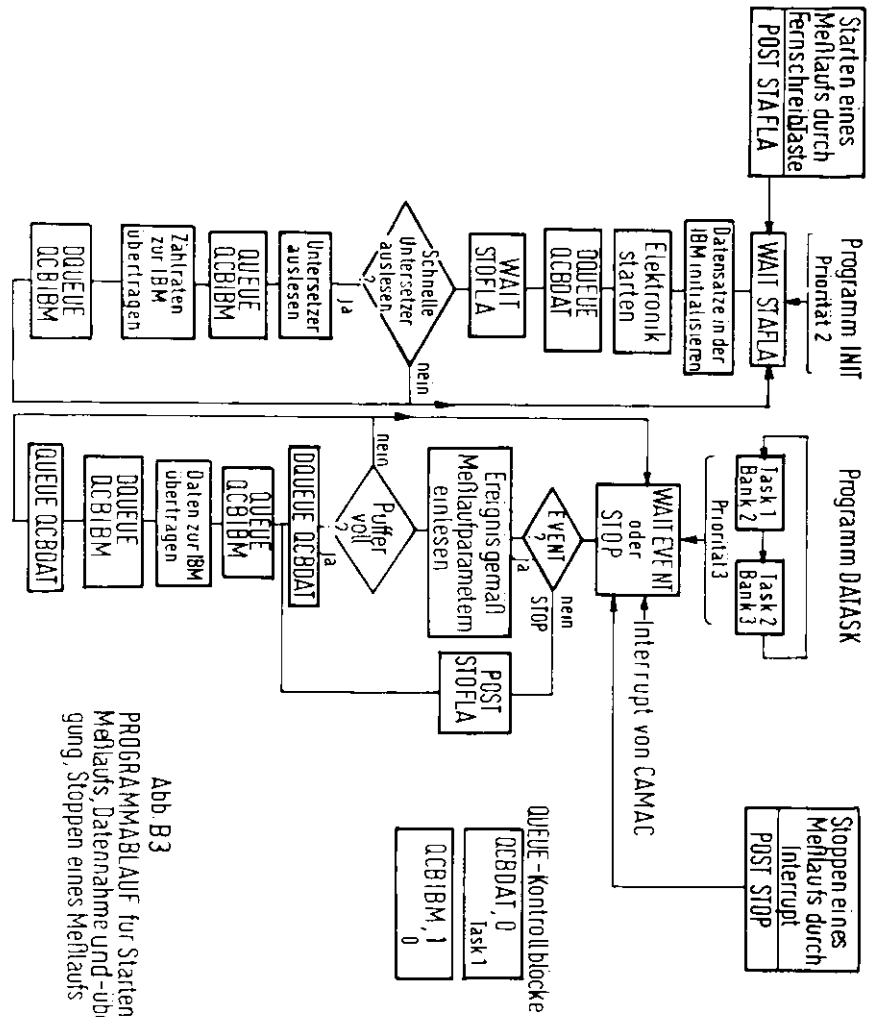 Starten eines
Meßlaufs durch
Fernschreibtaste
POST STAFLA
Programm INIT
Priorität 2
WAIT STAFLA
Datensätze in der
IBM initialisieren
Elektronik
starten
DQUEUE
QCBDAT
WAIT
STOFLA
Schnelle
Untersetzer
auslesen
?
ja
nein
Untersetzer
auslesen
QUEUE
QCBIBM
Zählraten
zur IBM
übertragen
DQUEUE
QCBIBM
Programm DATASK
Task 1
Bank 2
Task 2
Bank 3
Priorität 3
WAIT EVENT
oder
STOP
Interrupt von CAMAC
EVENT
?
ja
nein
STOP
Ereignis gemäß
Meßlaufparametern
einlesen
POST
STOFLA
Puffer
voll
?
nein
ja
DQUEUE QCBDAT
QUEUE
QCBIBM
Daten zur IBM
übertragen
DQUEUE
QCBIBM
QUEUE QCBDAT
Stoppen eines
Meßlaufs durch
Interrupt
POST STOP
QUEUE-Kontrollblöcke
QCBDAT, 0
Task 1
QCBIBM, 1
0
Abb. B3
PROGRAMMABLAUF für Starten
Meßlaufs, Datennahme und -übe
gung, Stoppen eines Meßlaufs